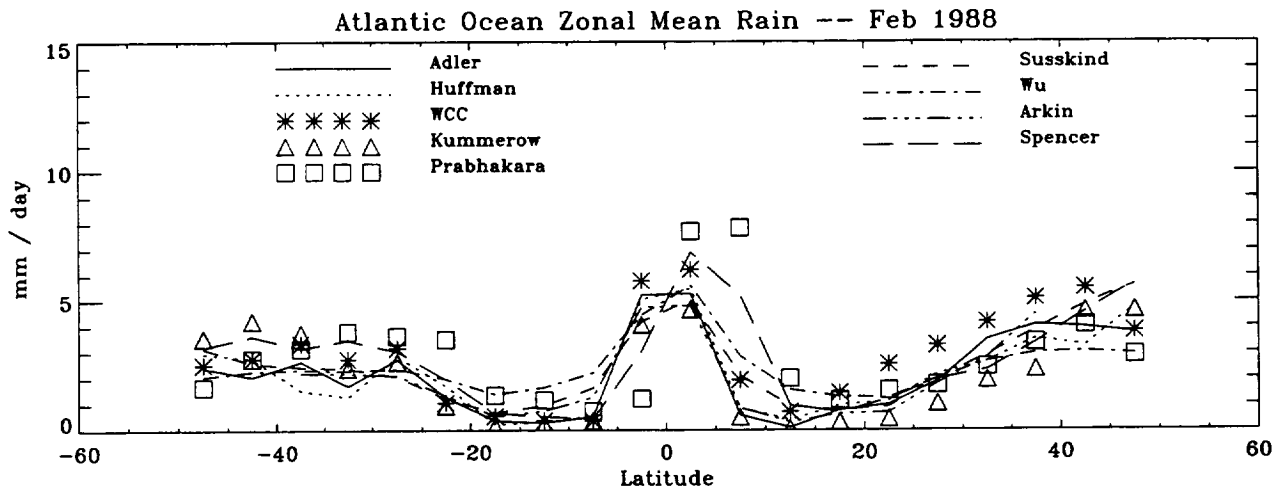 Atlantic Ocean Zonal Mean Rain -- Feb 1988
15
10
5
0
mm / day
Adler
Huffman
WCC
Kummerow
Prabhakara
Susskind
Wu
Arkin
Spencer
-60 -40 -20 0 20 40 60
Latitude